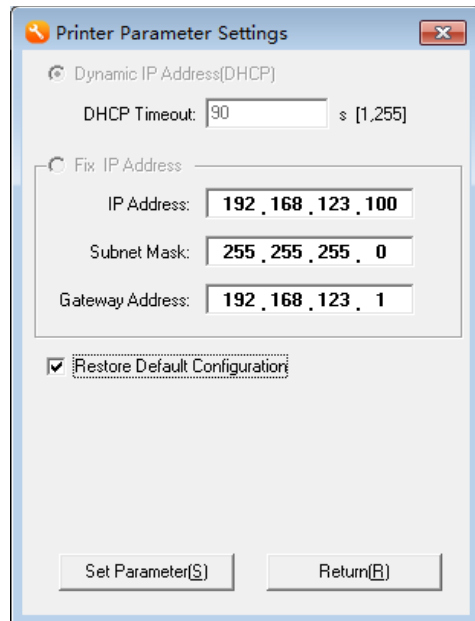 Printer Parameter Settings
Dynamic IP Address(DHCP)
DHCP Timeout: 90 s [1,255]
Fix IP Address
IP Address: 192 . 168 . 123 . 100
Subnet Mask: 255 . 255 . 255 . 0
Gateway Address: 192 . 168 . 123 . 1
Restore Default Configuration
Set Parameter(S) Return(R)